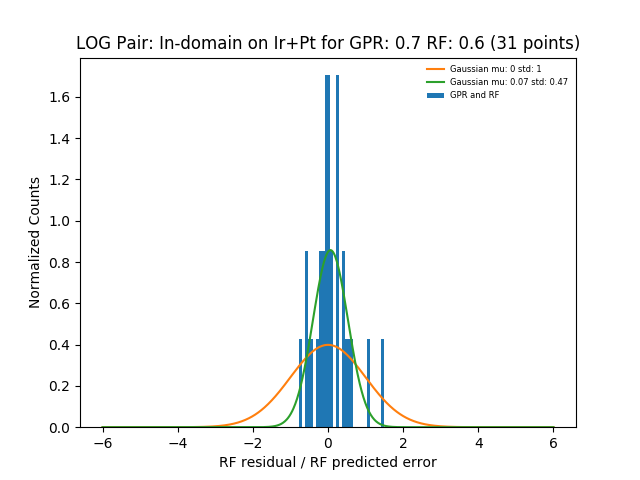 LOG Pair: In-domain on Ir+Pt for GPR: 0.7 RF: 0.6 (31 points)
Gaussian mu: 0 std: 1
Gaussian mu: 0.07 std: 0.47
GPR and RF
Normalized Counts
1.6
1.4
1.2
1.0
0.8
0.6
0.4
0.2
0.0
−6 −4 −2 0 2 4 6
RF residual / RF predicted error